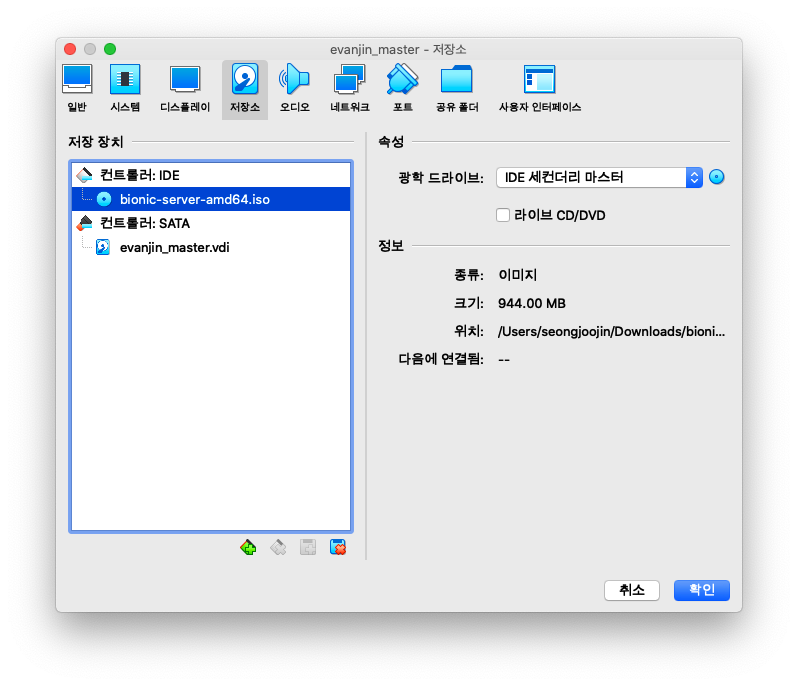 evanjin_master - 저장소
일반 시스템 디스플레이 저장소 오디오 네트워크 포트 공유 폴더 사용자 인터페이스
저장 장치
컨트롤러: IDE
bionic-server-amd64.iso
컨트롤러: SATA
evanjin_master.vdi
속성
광학 드라이브: IDE 세컨더리 마스터
라이브 CD/DVD
정보
종류: 이미지
크기: 944.00 MB
위치: /Users/seongjoojin/Downloads/bioni...
다음에 연결됨: --
취소 확인